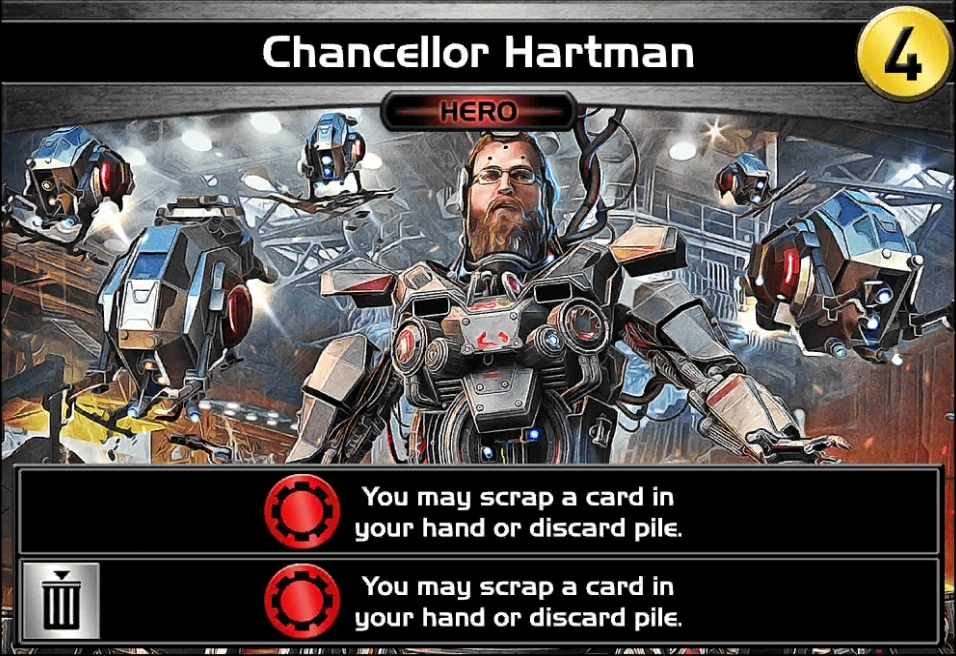 Chancellor Hartman
4
HERO
You may scrap a card in
your hand or discard pile.
You may scrap a card in
your hand or discard pile.